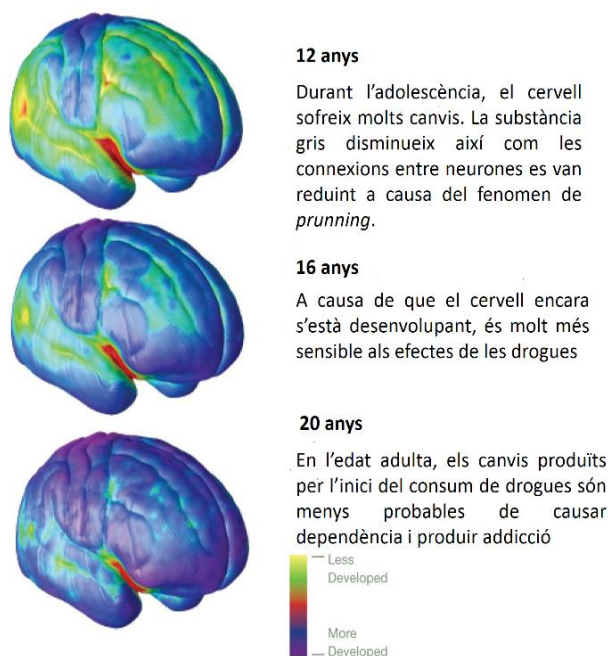 12 anys
Durant l'adolescència, el cervell
sofreix molts canvis. La substància
gris disminueix així com les
connexions entre neurones es van
reduint a causa del fenomen de
prunning.
16 anys
A causa de que el cervell encara
s'està desenvolupant, és molt més
sensible als efectes de les drogues
20 anys
En l'edat adulta, els canvis produïts
per l'inici del consum de drogues són
menys probables de causar
dependència i produir addicció
Less
Developed
More
Developed